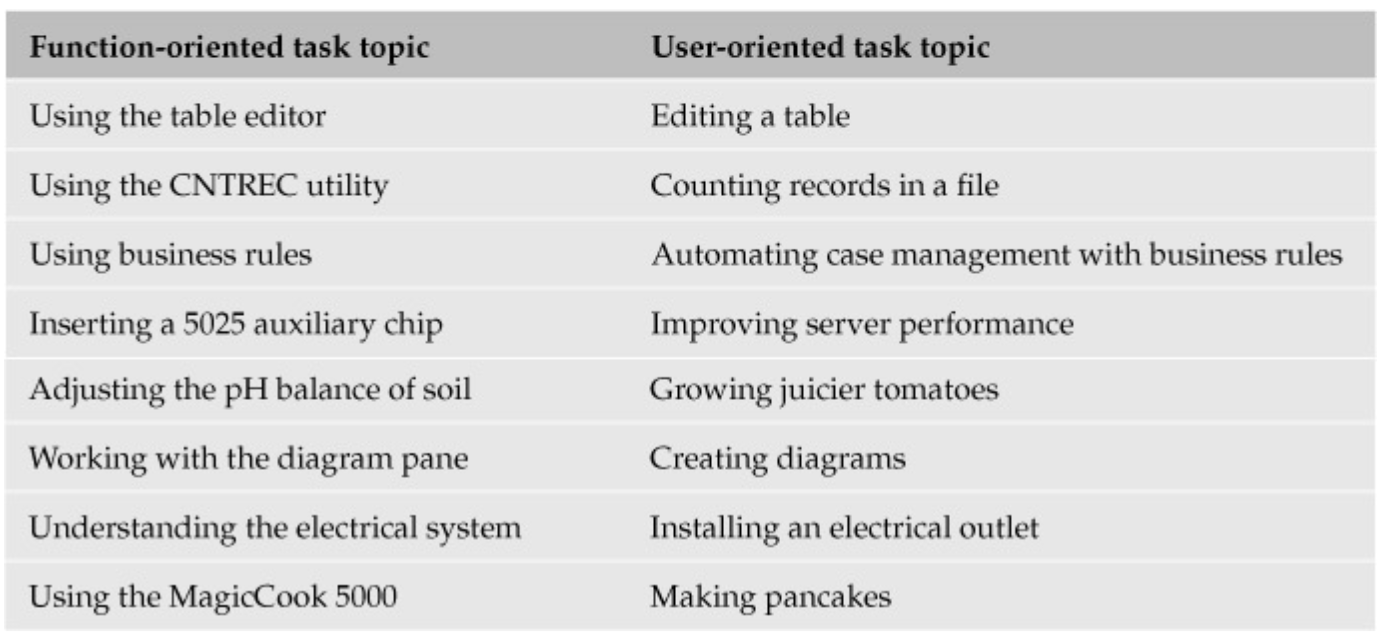 Function-oriented task topic User-oriented task topic
Using the table editor Editing a table
Using the CNTREC utility Counting records in a file
Using business rules Automating case management with business rules
Inserting a 5025 auxiliary chip Improving server performance
Adjusting the pH balance of soil Growing juicier tomatoes
Working with the diagram pane Creating diagrams
Understanding the electrical system Installing an electrical outlet
Using the MagicCook 5000 Making pancakes